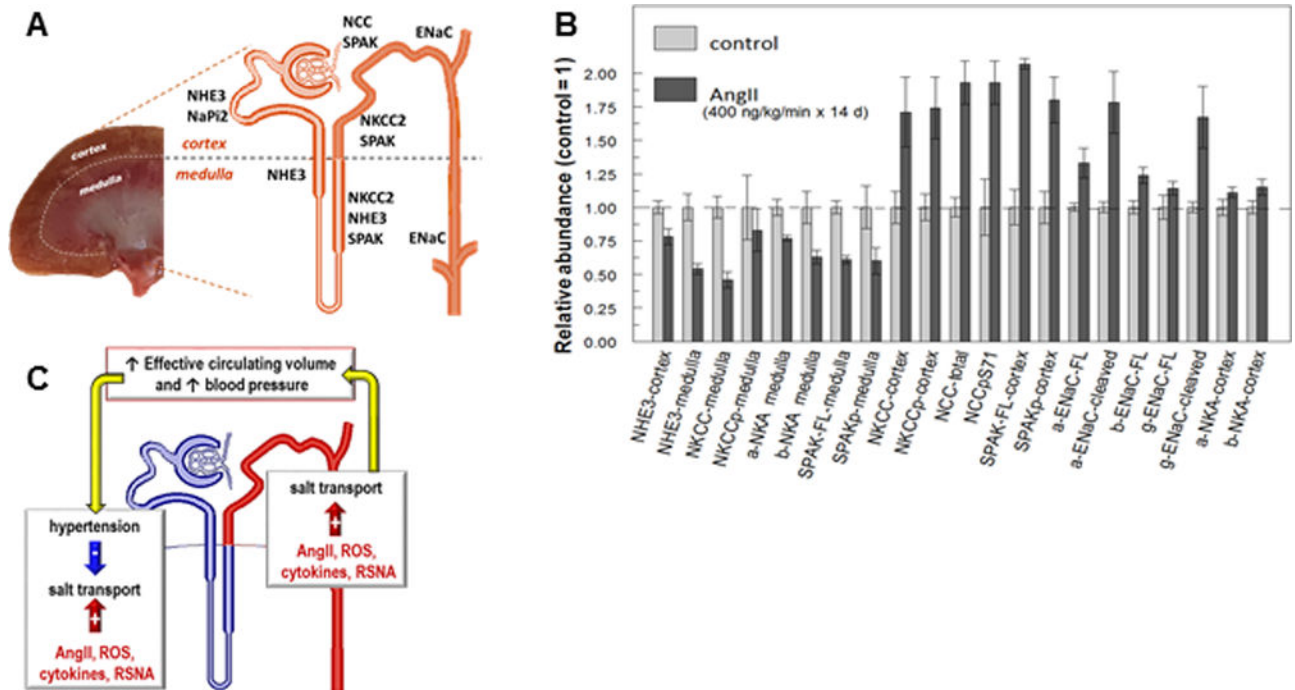 A
NCC
SPAK
ENaC
NHE3
NaPi2
cortex
medulla
cortex
medulla
NKCC2
SPAK
NHE3
NKCC2
NHE3
SPAK
ENaC
B
control
AngII
(400 ng/kg/min x 14 d)
Relative abundance (control = 1)
2.00
1.75
1.50
1.25
1.00
0.75
0.50
0.25
0.00
NHE3-cortex
NHE3-medulla
NKCC-medulla
NKCCp-medulla
a-NKA medulla
b-NKA medulla
SPAK-FL-medulla
SPAKp-medulla
NKCC-cortex
NKCCp-cortex
NCC-total
NCCpS71
SPAK-FL-cortex
SPAKp-cortex
a-ENaC-FL
a-ENaC-cleaved
b-ENaC-FL
g-ENaC-FL
g-ENaC-cleaved
a-NKA-cortex
b-NKA-cortex
C
↑ Effective circulating volume
and ↑ blood pressure
salt transport
+
AngII, ROS,
cytokines, RSNA
hypertension
-
salt transport
+
AngII, ROS,
cytokines, RSNA